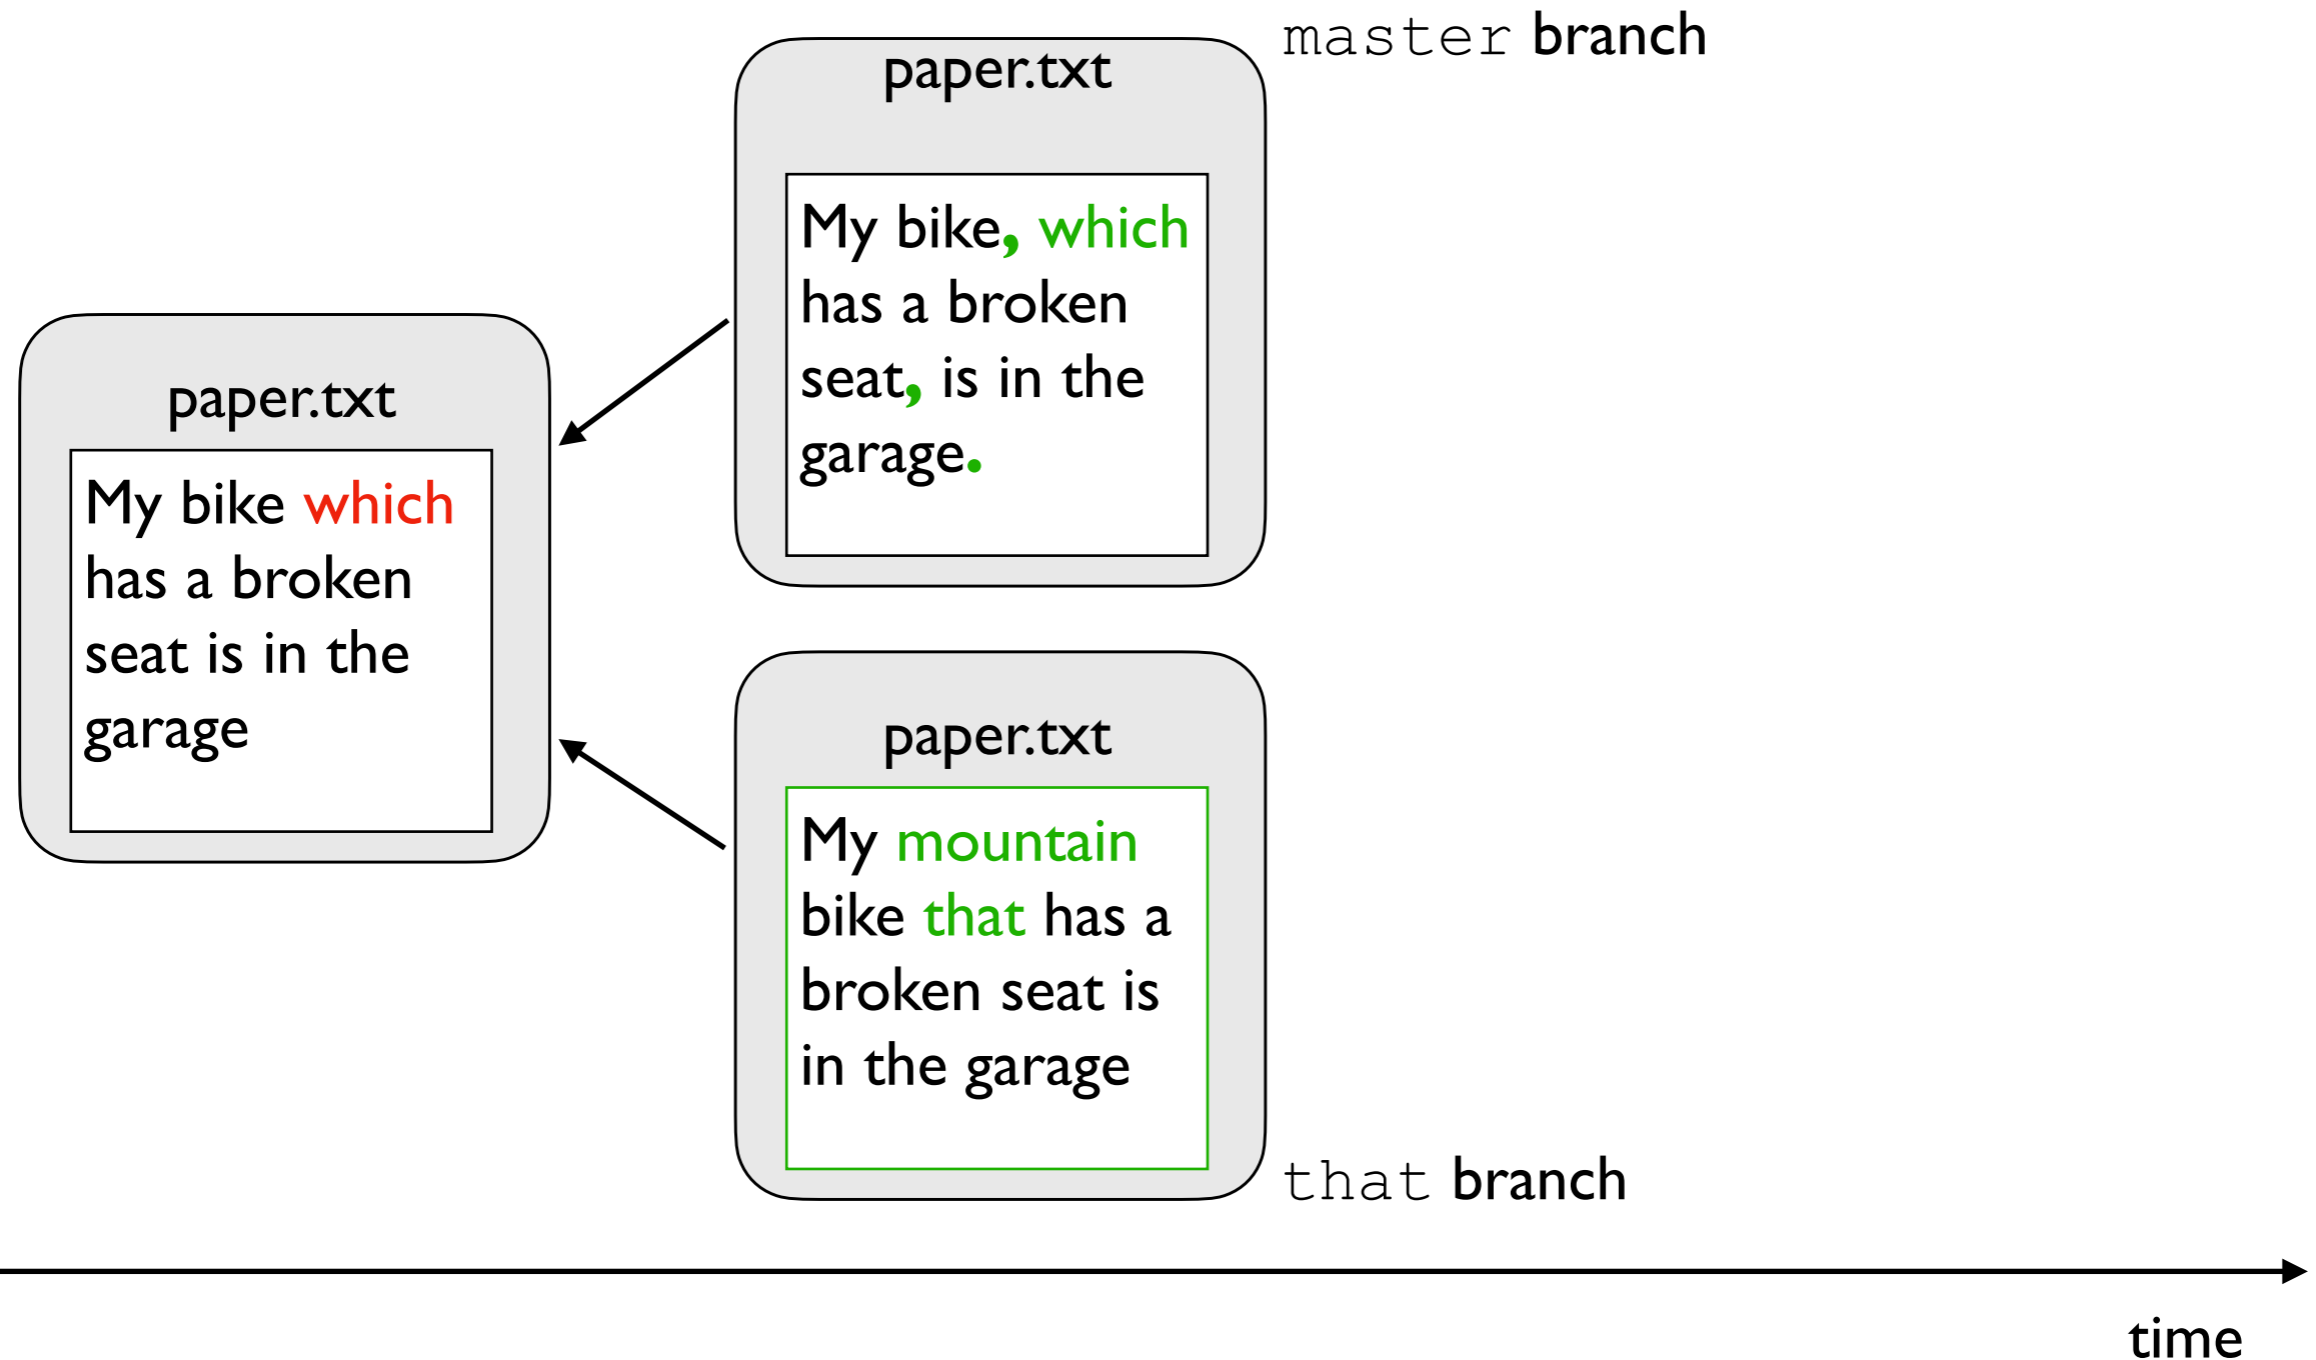 master branch
paper.txt
My bike, which
has a broken
seat, is in the
garage.
paper.txt
My bike which
has a broken
seat is in the
garage
paper.txt
My mountain
bike that has a
broken seat is
in the garage
that branch
time